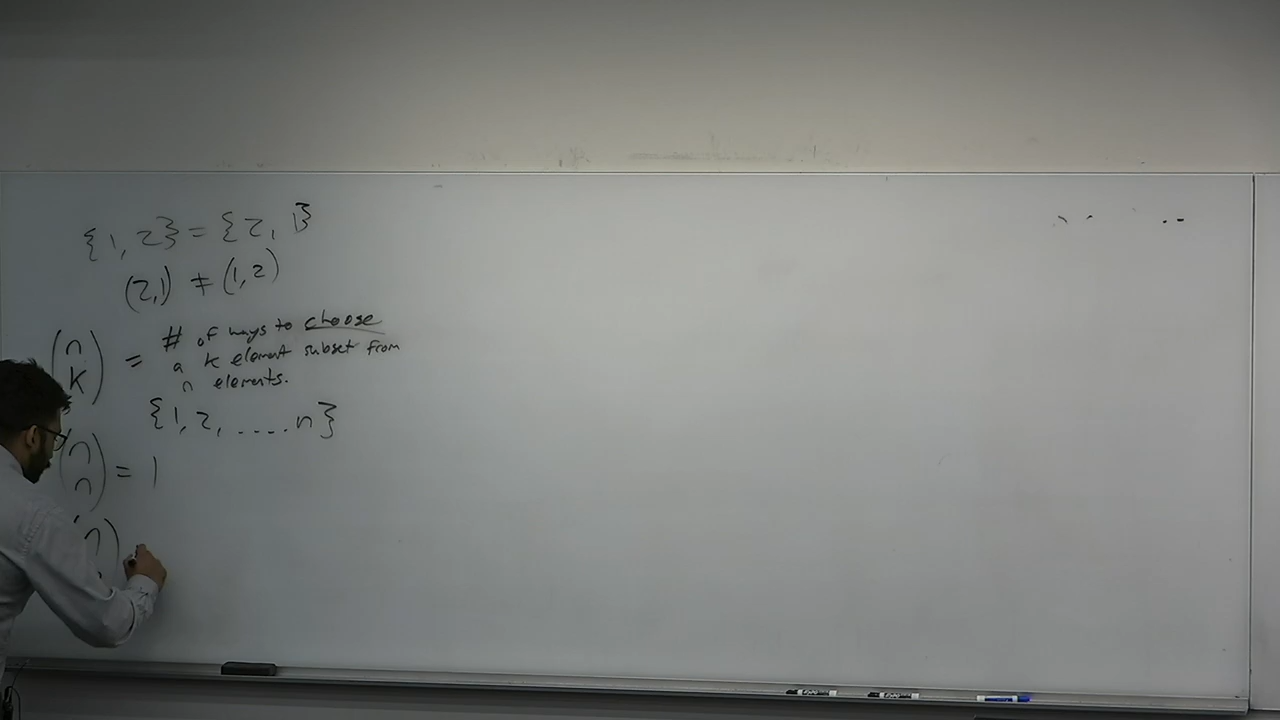 {1, 2} = {2, 1}
(2,1) ≠ (1,2)
(n k) = # of ways to choose
a k element subset from
n elements.
{1, 2, ..... n}
(n n) = 1
(n